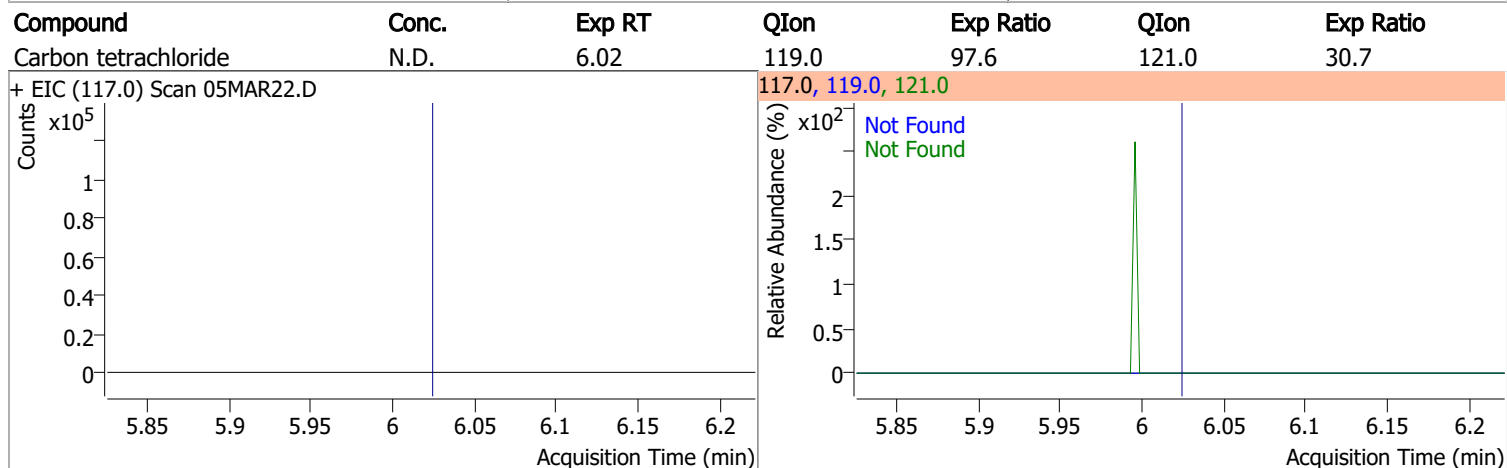 Compound Conc. Exp RT QIon Exp Ratio QIon Exp Ratio
Carbon tetrachloride N.D. 6.02 119.0 97.6 121.0 30.7
+ EIC (117.0) Scan 05MAR22.D
Counts
x10⁵
1
0.8
0.6
0.4
0.2
0
5.85 5.9 5.95 6 6.05 6.1 6.15 6.2
Acquisition Time (min)
117.0, 119.0, 121.0
Relative Abundance (%)
x10²
Not Found
Not Found
2
1.5
1
0.5
0
5.85 5.9 5.95 6 6.05 6.1 6.15 6.2
Acquisition Time (min)